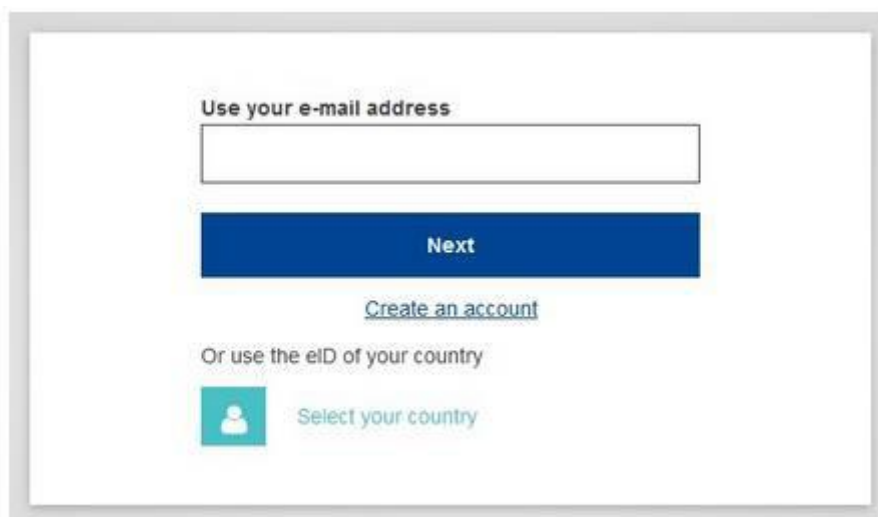 Use your e-mail address
Next
Create an account
Or use the eID of your country
Select your country